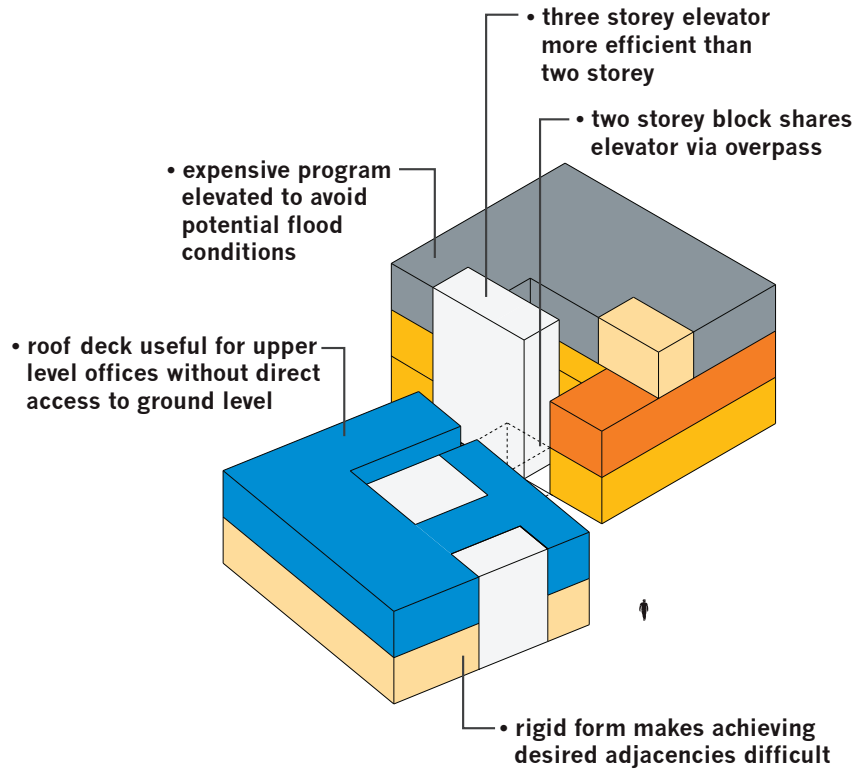 • three storey elevator
more efficient than
two storey
• two storey block shares
elevator via overpass
• expensive program
elevated to avoid
potential flood
conditions
• roof deck useful for upper
level offices without direct
access to ground level
• rigid form makes achieving
desired adjacencies difficult